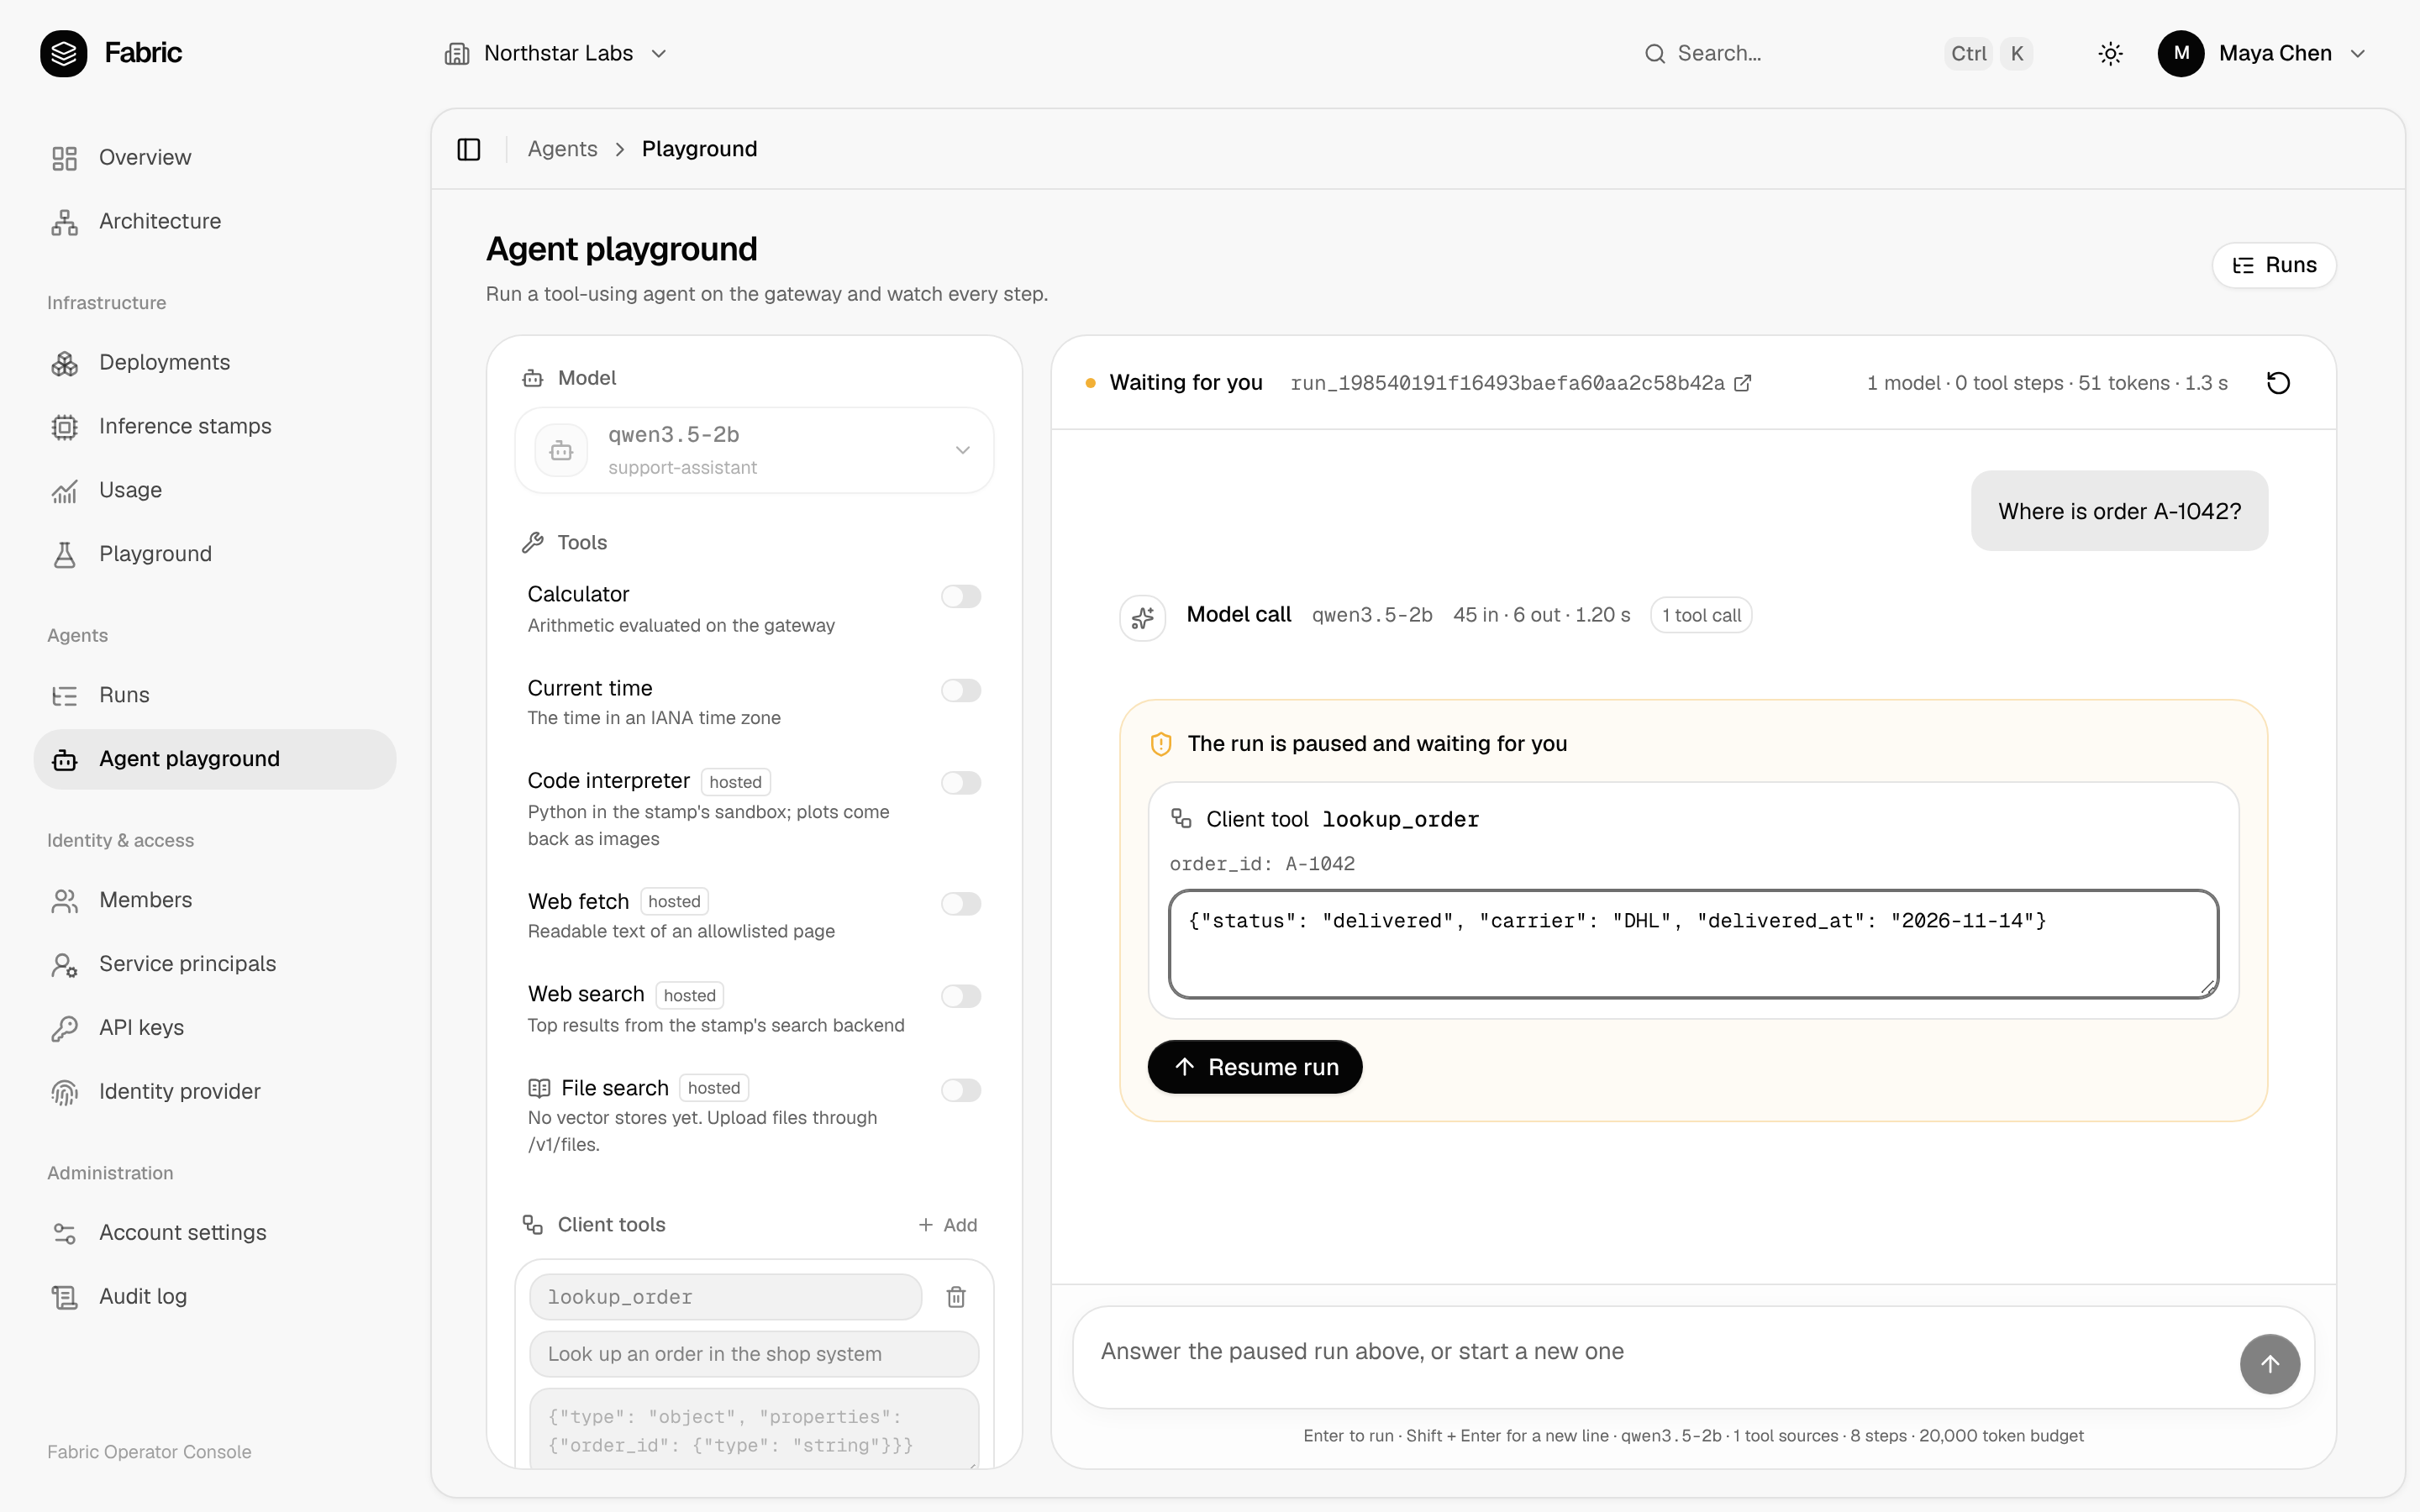 Fabric
Northstar Labs
Search...
Ctrl K
M
Maya Chen
Overview
Architecture
Infrastructure
Deployments
Inference stamps
Usage
Playground
Agents
Runs
Agent playground
Identity & access
Members
Service principals
API keys
Identity provider
Administration
Account settings
Audit log
Fabric Operator Console
Agents > Playground
Agent playground
Run a tool-using agent on the gateway and watch every step.
Runs
Model
qwen3.5-2b
support-assistant
Tools
Calculator
Arithmetic evaluated on the gateway
Current time
The time in an IANA time zone
Code interpreter hosted
Python in the stamp's sandbox; plots come
back as images
Web fetch hosted
Readable text of an allowlisted page
Web search hosted
Top results from the stamp's search backend
File search hosted
No vector stores yet. Upload files through
/v1/files.
Client tools
+ Add
lookup_order
Look up an order in the shop system
{"type": "object", "properties":
{"order_id": {"type": "string"}}}
Waiting for you run_198540191f16493baefa60aa2c58b42a
1 model · 0 tool steps · 51 tokens · 1.3 s
Where is order A-1042?
Model call qwen3.5-2b 45 in · 6 out · 1.20 s 1 tool call
The run is paused and waiting for you
Client tool lookup_order
order_id: A-1042
{"status": "delivered", "carrier": "DHL", "delivered_at": "2026-11-14"}
Resume run
Answer the paused run above, or start a new one
Enter to run · Shift + Enter for a new line · qwen3.5-2b · 1 tool sources · 8 steps · 20,000 token budget